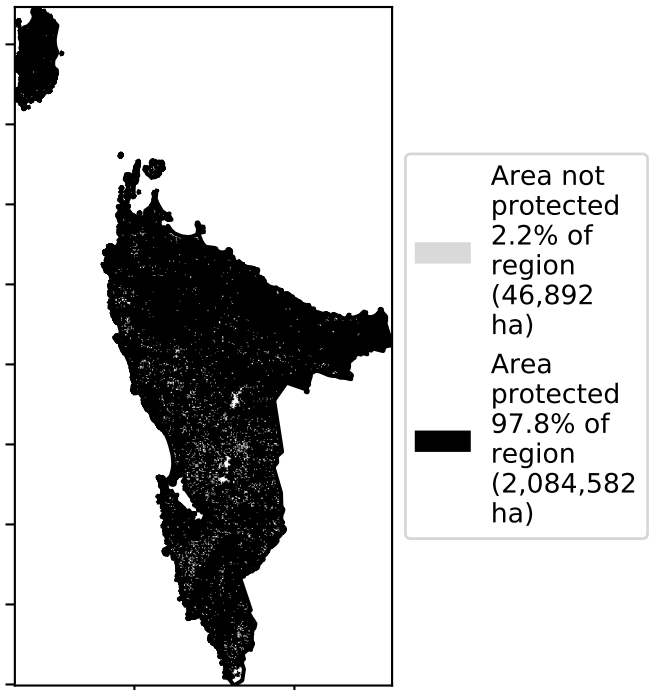 Area not
protected
2.2% of
region
(46,892
ha)
Area
protected
97.8% of
region
(2,084,582
ha)